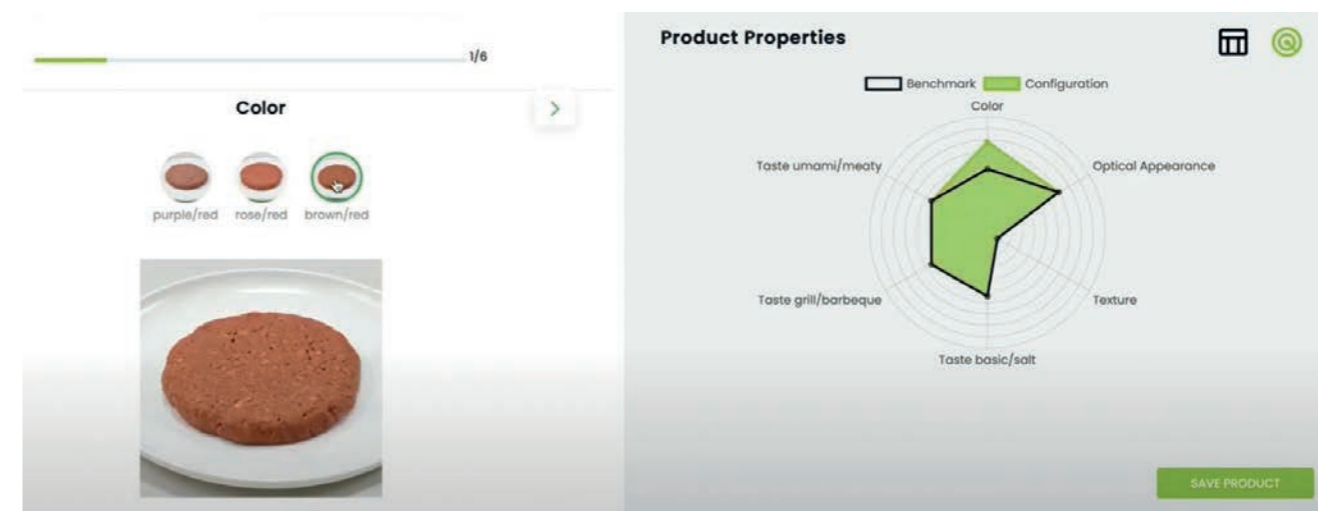 1/6
Color
purple/red
rose/red
brown/red
Product Properties
Benchmark
Configuration
Color
Taste umami/meaty
Optical Appearance
Taste grill/barbeque
Texture
Taste basic/salt
SAVE PRODUCT